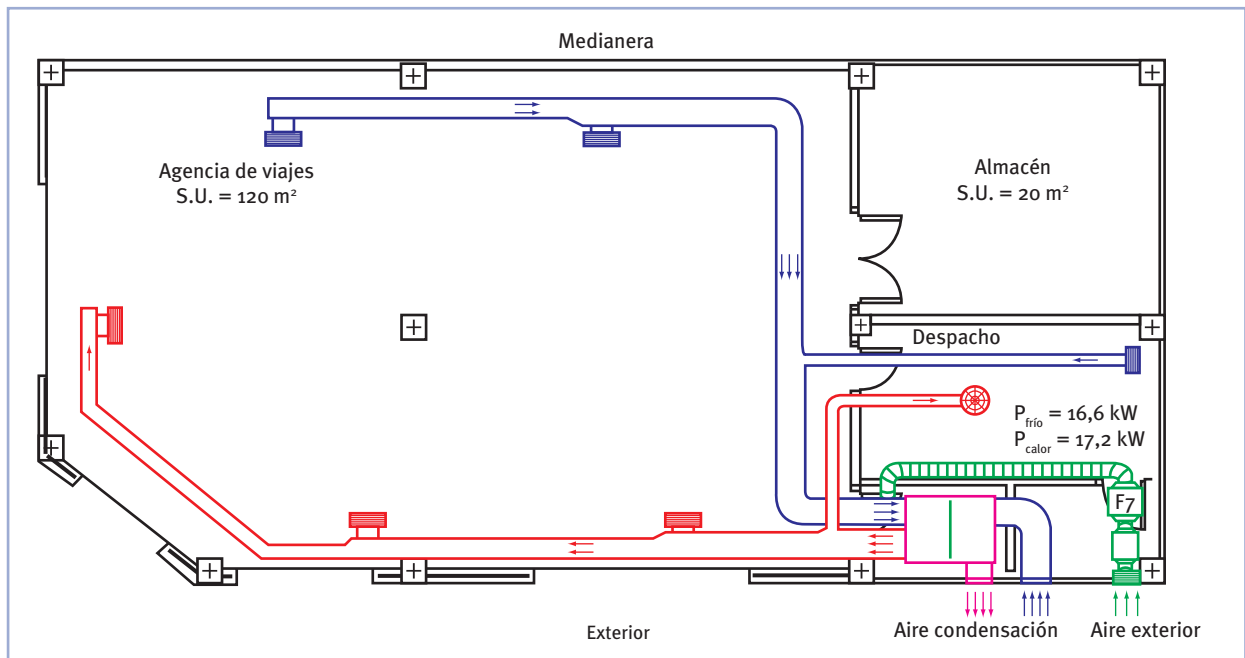 Medianera
Agencia de viajes
S.U. = 120 m²
Almacén
S.U. = 20 m²
Despacho
P_frío = 16,6 kW
P_calor = 17,2 kW
F7
Aire condensación
Aire exterior
Exterior